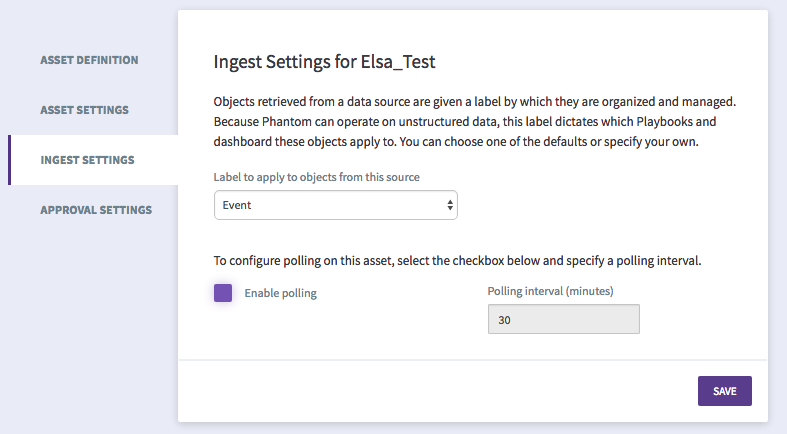 ASSET DEFINITION
ASSET SETTINGS
INGEST SETTINGS
APPROVAL SETTINGS
Ingest Settings for Elsa_Test
Objects retrieved from a data source are given a label by which they are organized and managed.
Because Phantom can operate on unstructured data, this label dictates which Playbooks and
dashboard these objects apply to. You can choose one of the defaults or specify your own.
Label to apply to objects from this source
Event
To configure polling on this asset, select the checkbox below and specify a polling interval.
Enable polling
Polling interval (minutes)
30
SAVE